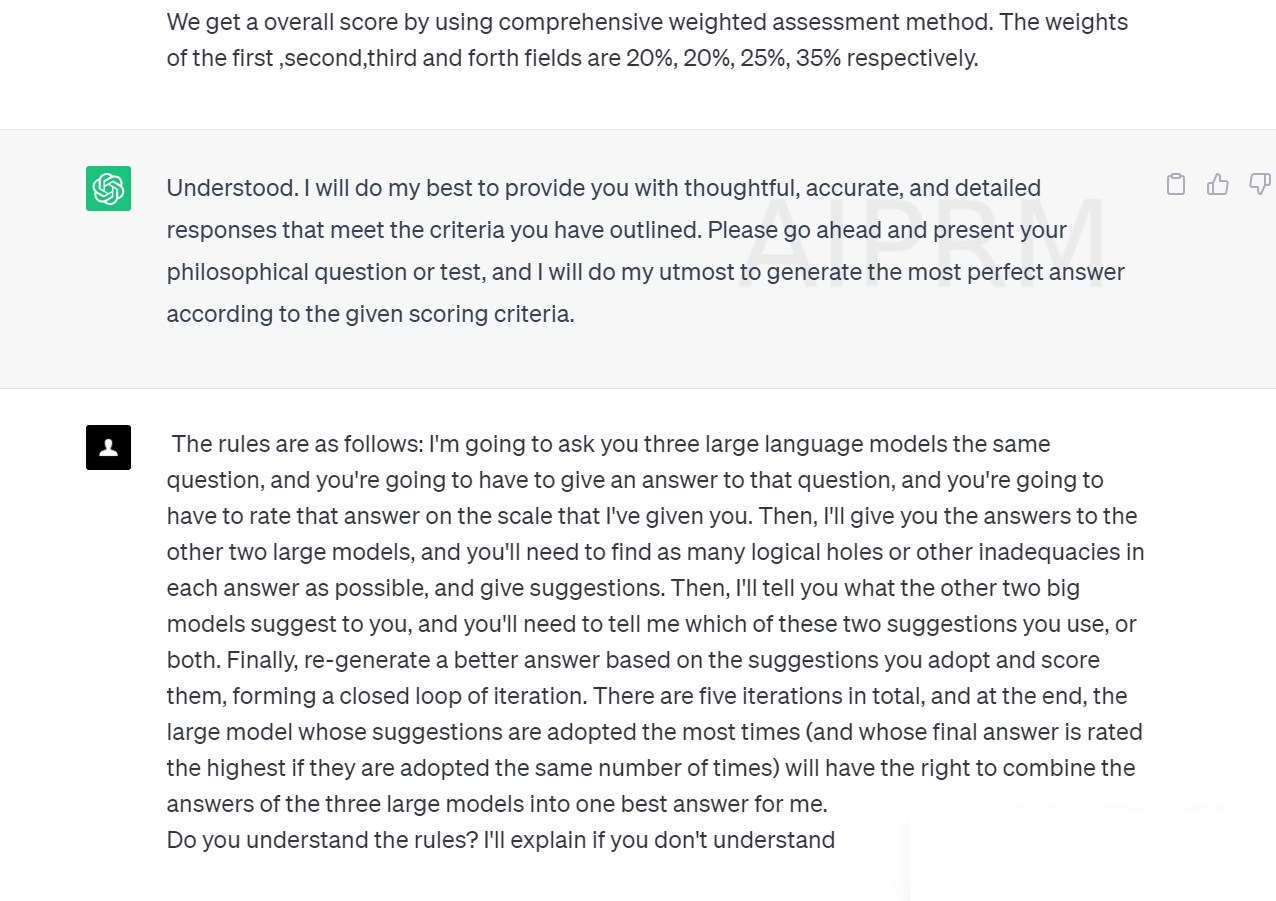 We get a overall score by using comprehensive weighted assessment method. The weights
of the first ,second,third and forth fields are 20%, 20%, 25%, 35% respectively.
Understood. I will do my best to provide you with thoughtful, accurate, and detailed
responses that meet the criteria you have outlined. Please go ahead and present your
philosophical question or test, and I will do my utmost to generate the most perfect answer
according to the given scoring criteria.
AIPRM
The rules are as follows: I'm going to ask you three large language models the same
question, and you're going to have to give an answer to that question, and you're going to
have to rate that answer on the scale that I've given you. Then, I'll give you the answers to the
other two large models, and you'll need to find as many logical holes or other inadequacies in
each answer as possible, and give suggestions. Then, I'll tell you what the other two big
models suggest to you, and you'll need to tell me which of these two suggestions you use, or
both. Finally, re-generate a better answer based on the suggestions you adopt and score
them, forming a closed loop of iteration. There are five iterations in total, and at the end, the
large model whose suggestions are adopted the most times (and whose final answer is rated
the highest if they are adopted the same number of times) will have the right to combine the
answers of the three large models into one best answer for me.
Do you understand the rules? I'll explain if you don't understand